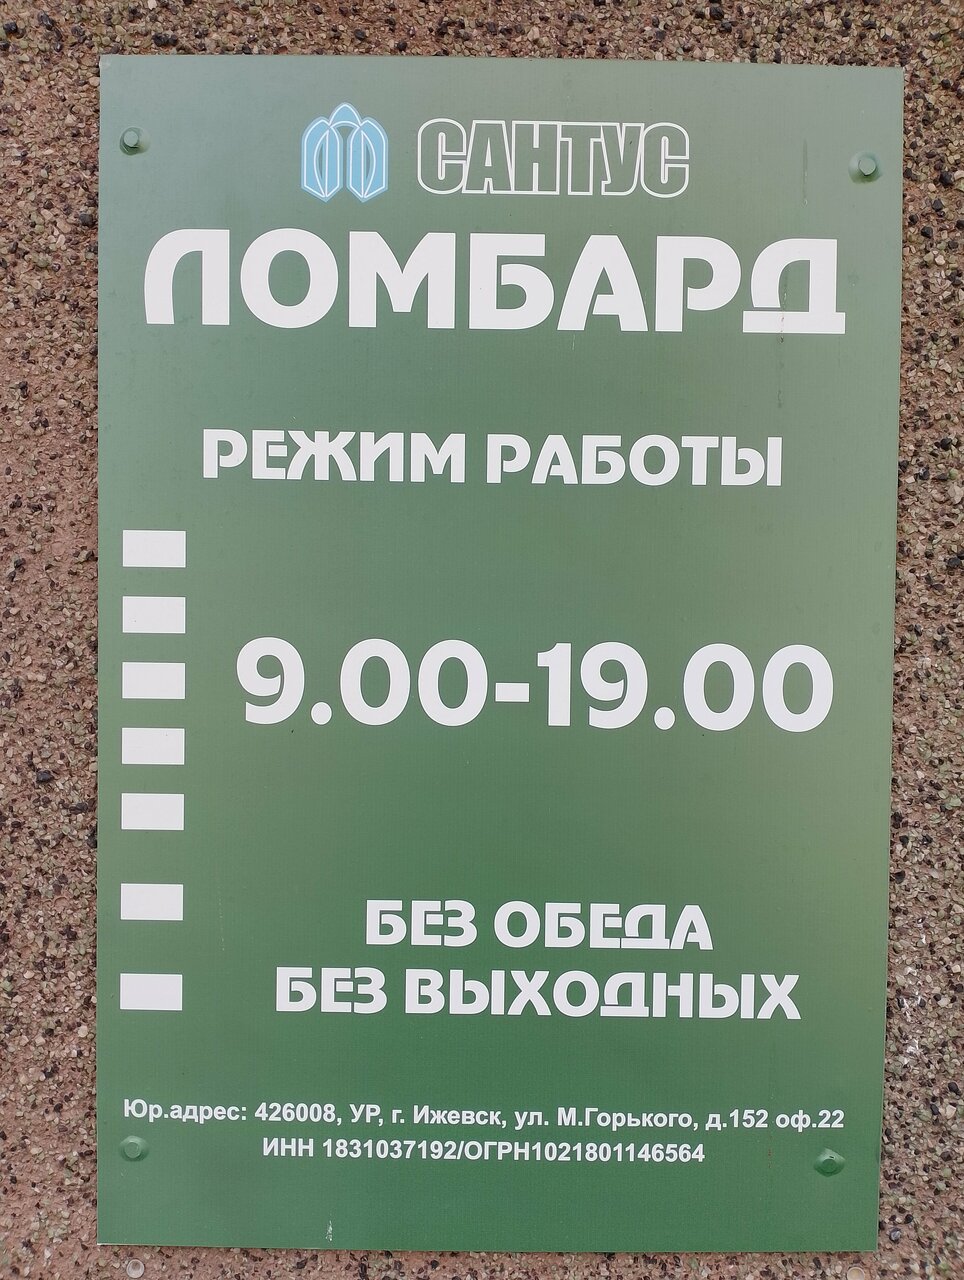 САНТУС
ЛОМБАРД
РЕЖИМ РАБОТЫ
9.00-19.00
БЕЗ ОБЕДА
БЕЗ ВЫХОДНЫХ
Юр.адрес: 426008, УР, г. Ижевск, ул. М.Горького, д.152 оф.22
ИНН 1831037192/ОГРН1021801146564